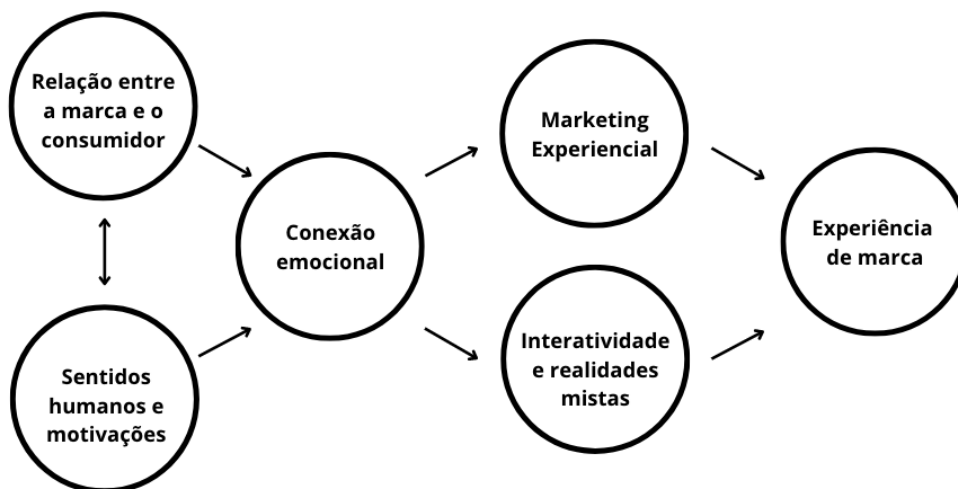 Relação entre
a marca e o
consumidor
Sentidos
humanos e
motivações
Conexão
emocional
Marketing
Experiencial
Interatividade
e realidades
mistas
Experiência
de marca